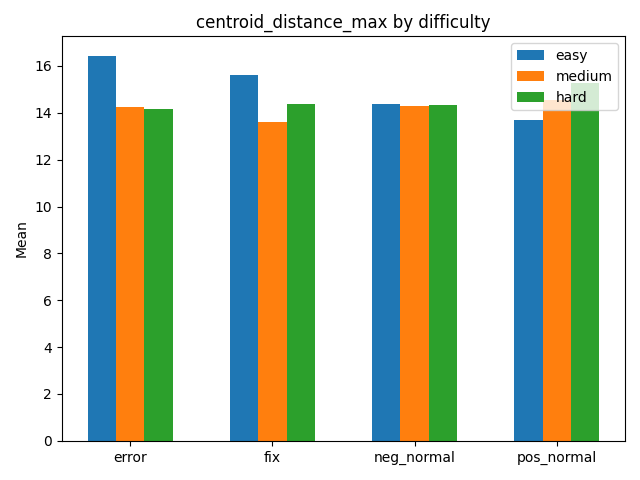 centroid_distance_max by difficulty
easy
medium
hard
Mean
16
14
12
10
8
6
4
2
0
error
fix
neg_normal
pos_normal